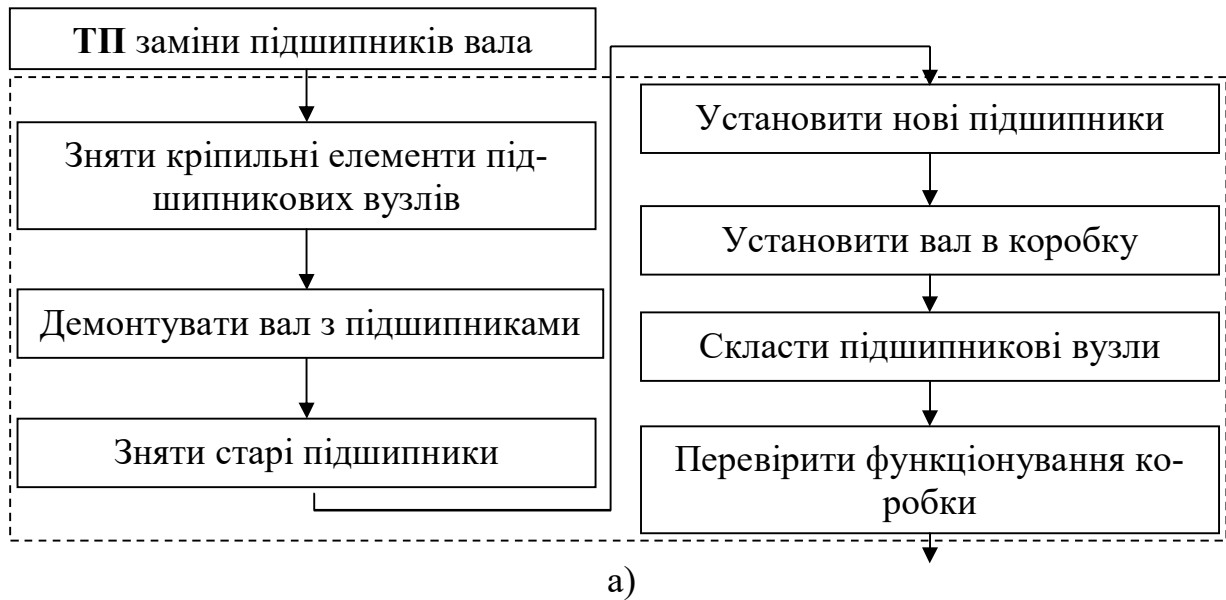 ТП заміни підшипників вала
Зняти кріпильні елементи під-
шипникових вузлів
Демонтувати вал з підшипниками
Зняти старі підшипники
Установити нові підшипники
Установити вал в коробку
Скласти підшипникові вузли
Перевірити функціонування ко-
робки
а)